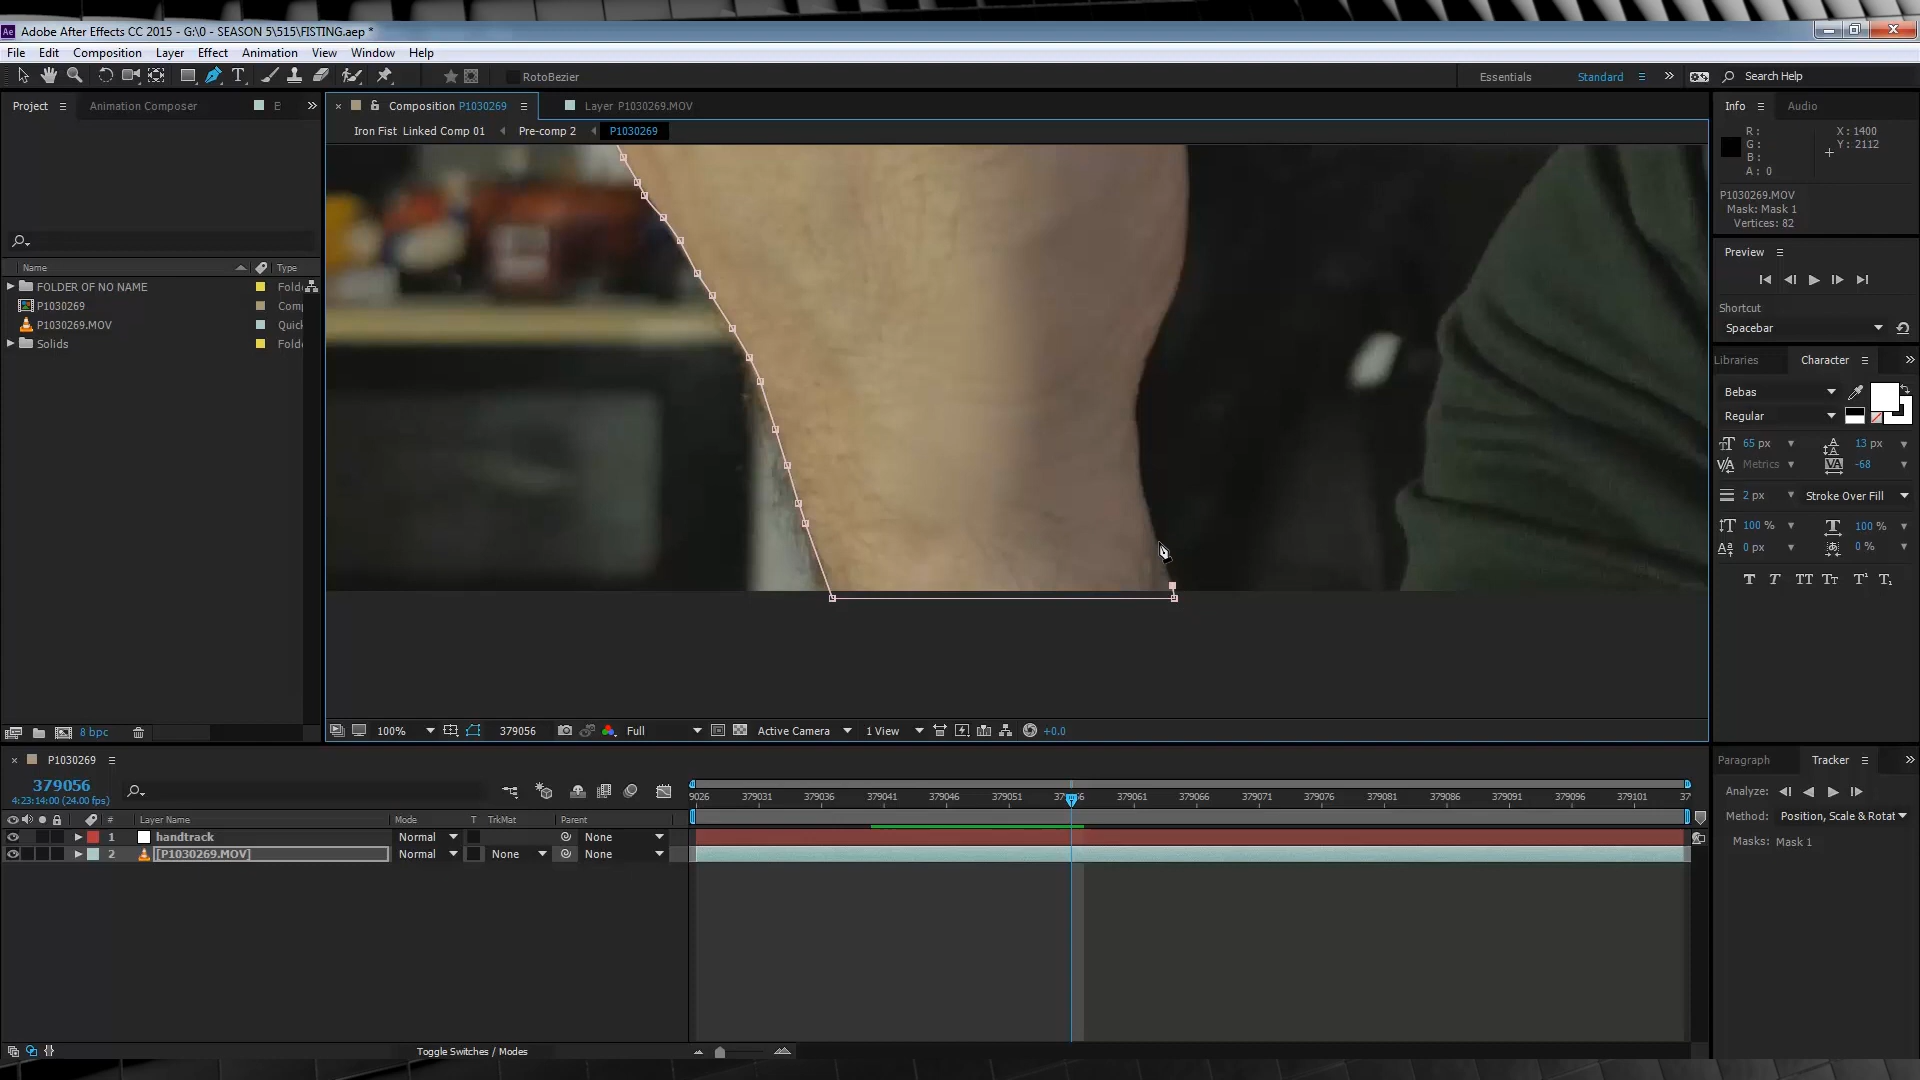 Ae Adobe After Effects CC 2015 - G:\0 - SEASON 5\515\FISTING.aep *
File Edit Composition Layer Effect Animation View Window Help
RotoBezier
Essentials Standard Search Help
Project Animation Composer E
Composition P1030269 Layer P1030269.MOV
Info Audio
Iron Fist Linked Comp 01 Pre-comp 2 P1030269
R :
G :
B :
A : 0
X : 1400
Y : 2112
P1030269.MOV
Mask: Mask 1
Vertices: 82
Preview
Name Type
FOLDER OF NO NAME Fold
P1030269 Com
P1030269.MOV Quic
Solids Fold
Shortcut
Spacebar
Libraries Character
Bebas
Regular
65 px 13 px
Metrics -68
2 px Stroke Over Fill
100 % 100 %
0 px 0 %
T T TT Tт T¹ T₁
8 bpc
100% 379056 Full Active Camera 1 View +0.0
P1030269
379056
4:23:14:00 (24.00 fps)
9026 379031 379036 379041 379046 379051 379056 379061 379066 379071 379076 379081 379086 379091 379096 379101 37
# Layer Name Mode T TrkMat Parent
1 handtrack Normal None
2 [P1030269.MOV] Normal None None
Toggle Switches / Modes
Paragraph Tracker
Analyze:
Method: Position, Scale & Rotat
Masks: Mask 1